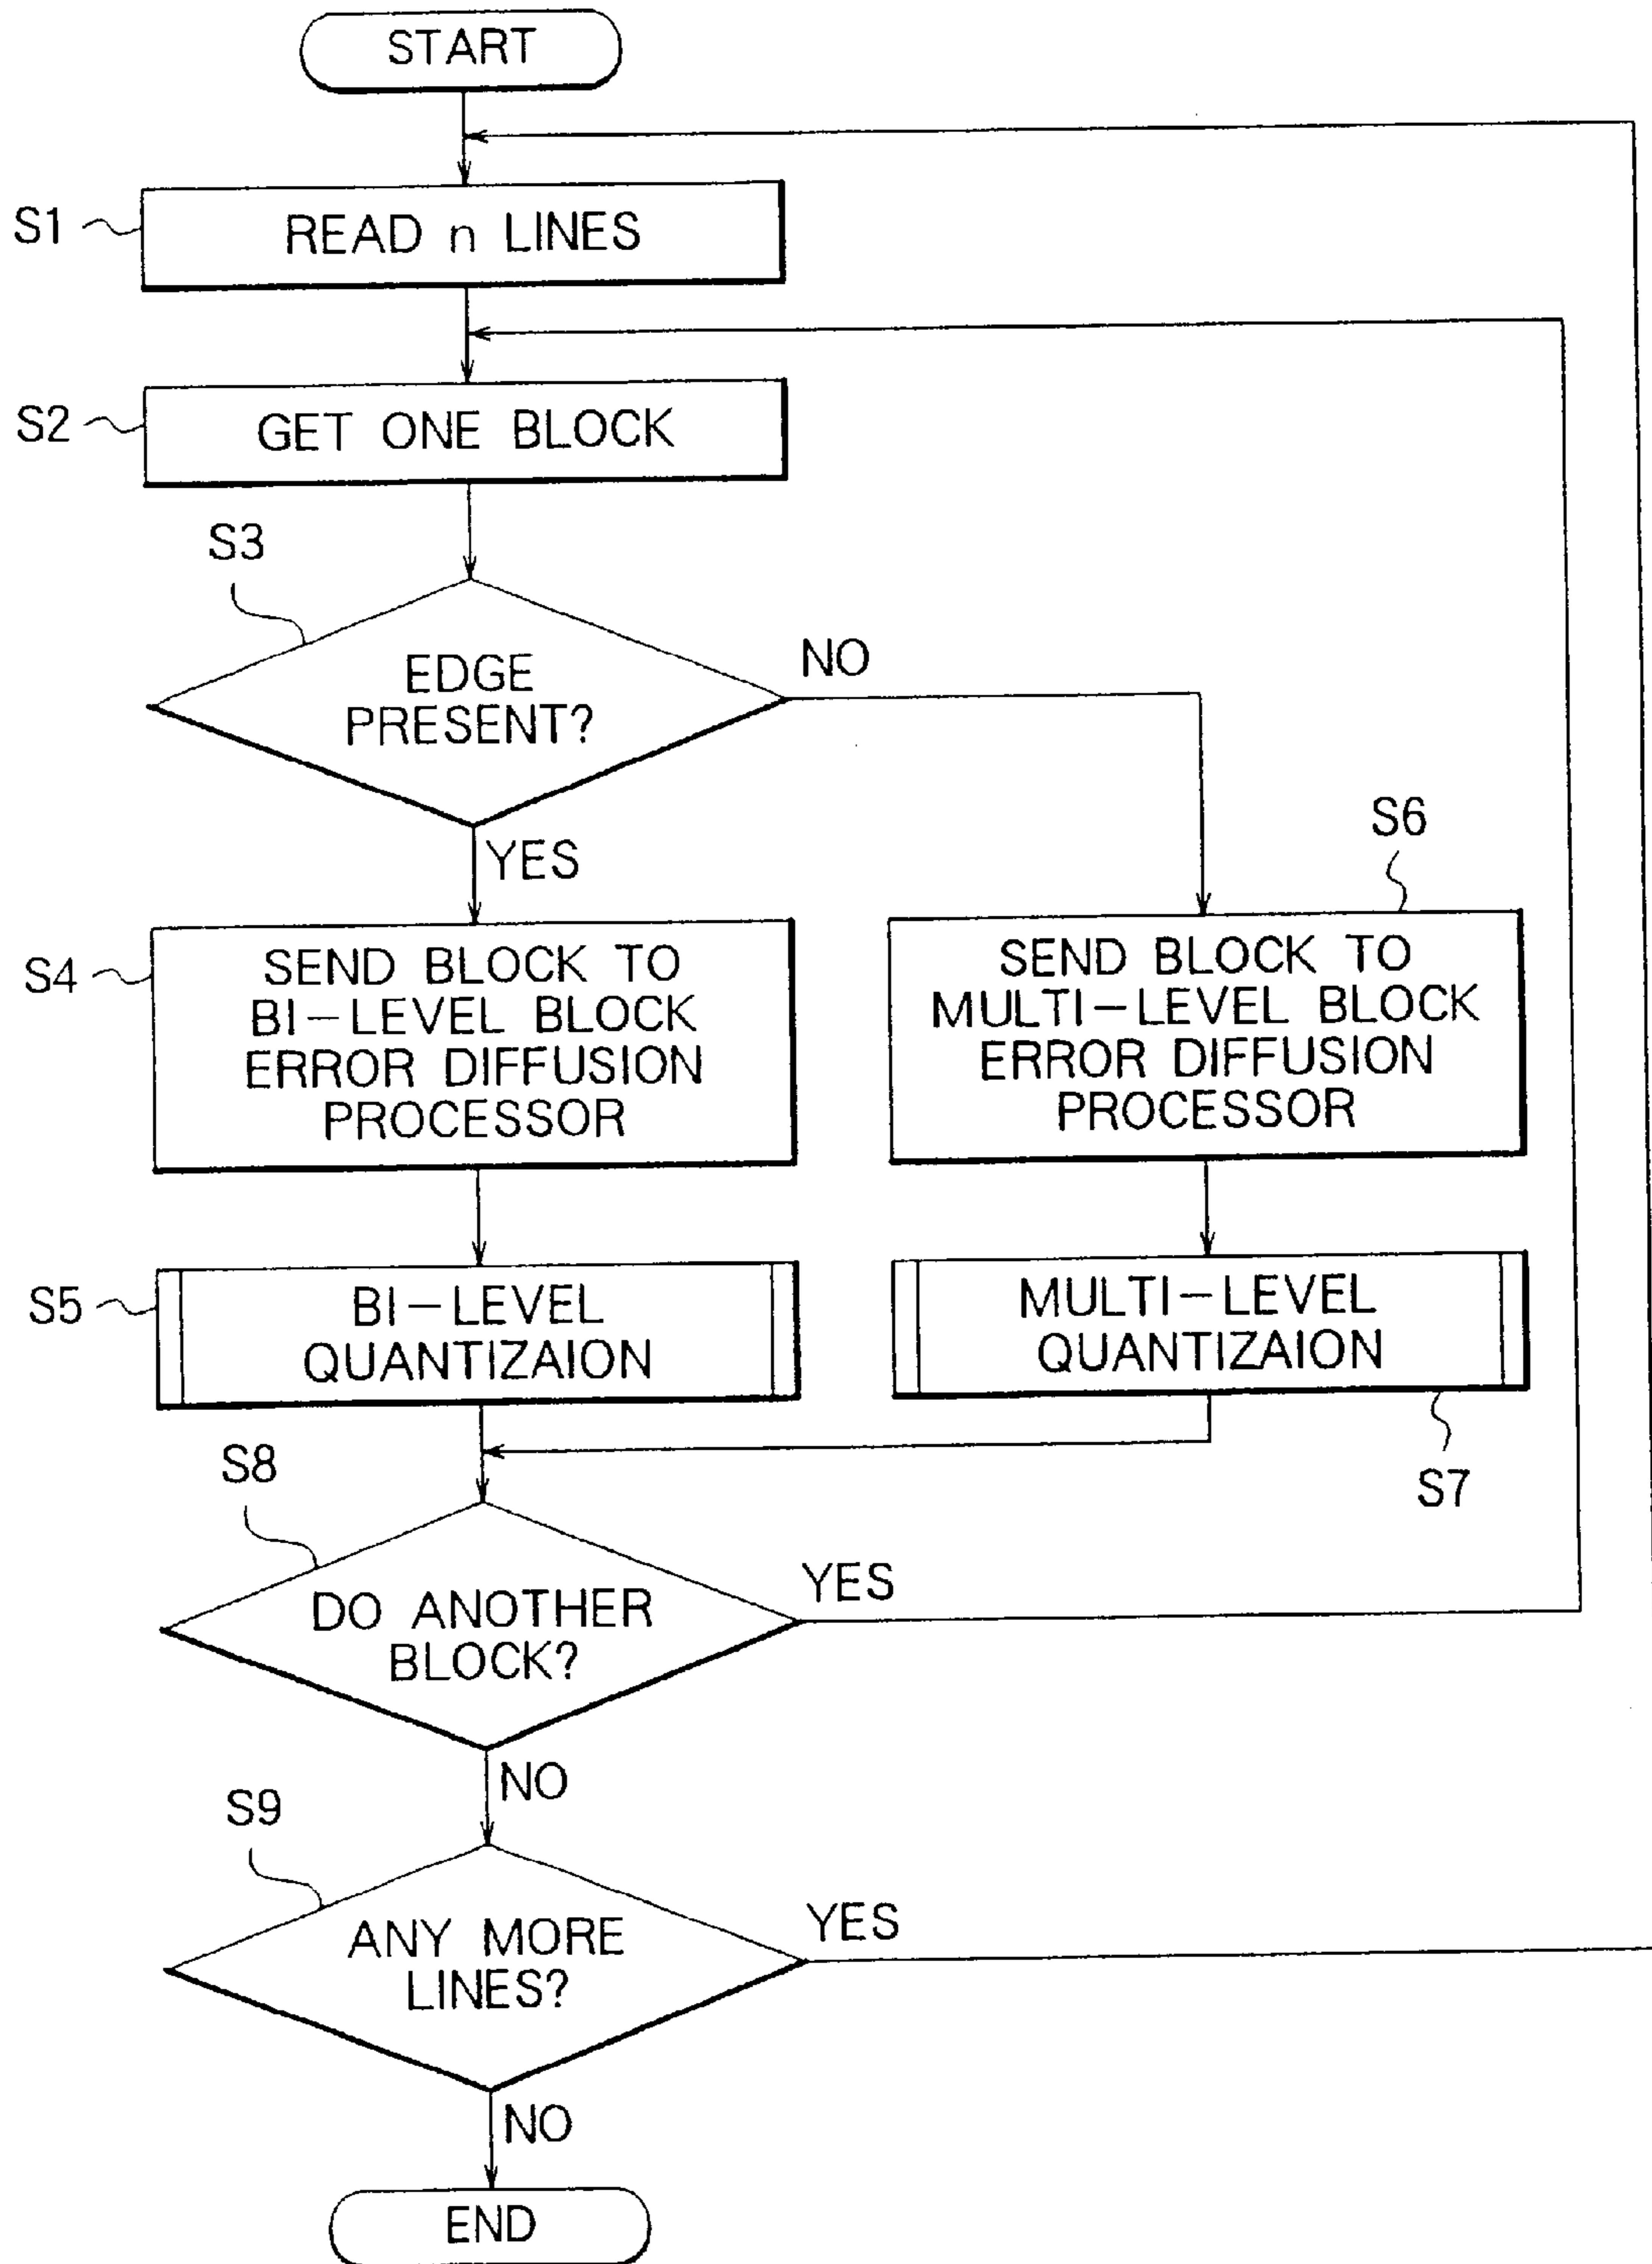 START
S1
READ n LINES
S2
GET ONE BLOCK
S3
EDGE
PRESENT?
NO
YES
S4
SEND BLOCK TO
BI-LEVEL BLOCK
ERROR DIFFUSION
PROCESSOR
S6
SEND BLOCK TO
MULTI-LEVEL BLOCK
ERROR DIFFUSION
PROCESSOR
S5
BI-LEVEL
QUANTIZAION
MULTI-LEVEL
QUANTIZAION
S7
S8
DO ANOTHER
BLOCK?
YES
NO
S9
ANY MORE
LINES?
YES
NO
END